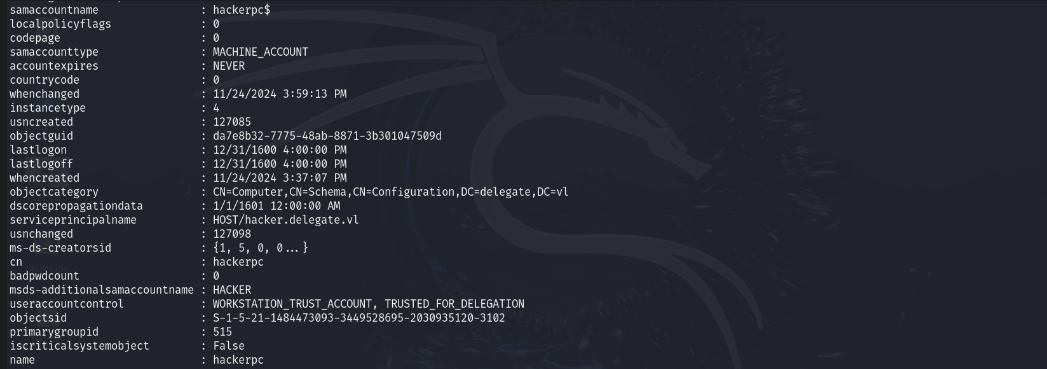 samaccountname : hackerpc$
localpolicyflags : 0
codepage : 0
samaccounttype : MACHINE_ACCOUNT
accountexpires : NEVER
countrycode : 0
whenchanged : 11/24/2024 3:59:13 PM
instancetype : 4
usncreated : 127085
objectguid : da7e8b32-7775-48ab-8871-3b301047509d
lastlogon : 12/31/1600 4:00:00 PM
lastlogoff : 12/31/1600 4:00:00 PM
whencreated : 11/24/2024 3:37:07 PM
objectcategory : CN=Computer,CN=Schema,CN=Configuration,DC=delegate,DC=vl
dscorepropagationdata : 1/1/1601 12:00:00 AM
serviceprincipalname : HOST/hacker.delegate.vl
usnchanged : 127098
ms-ds-creatorsid : {1, 5, 0, 0...}
cn : hackerpc
badpwdcount : 0
msds-additionalsamaccountname : HACKER
useraccountcontrol : WORKSTATION_TRUST_ACCOUNT, TRUSTED_FOR_DELEGATION
objectsid : S-1-5-21-1484473093-3449528695-2030935120-3102
primarygroupid : 515
iscriticalsystemobject : False
name : hackerpc